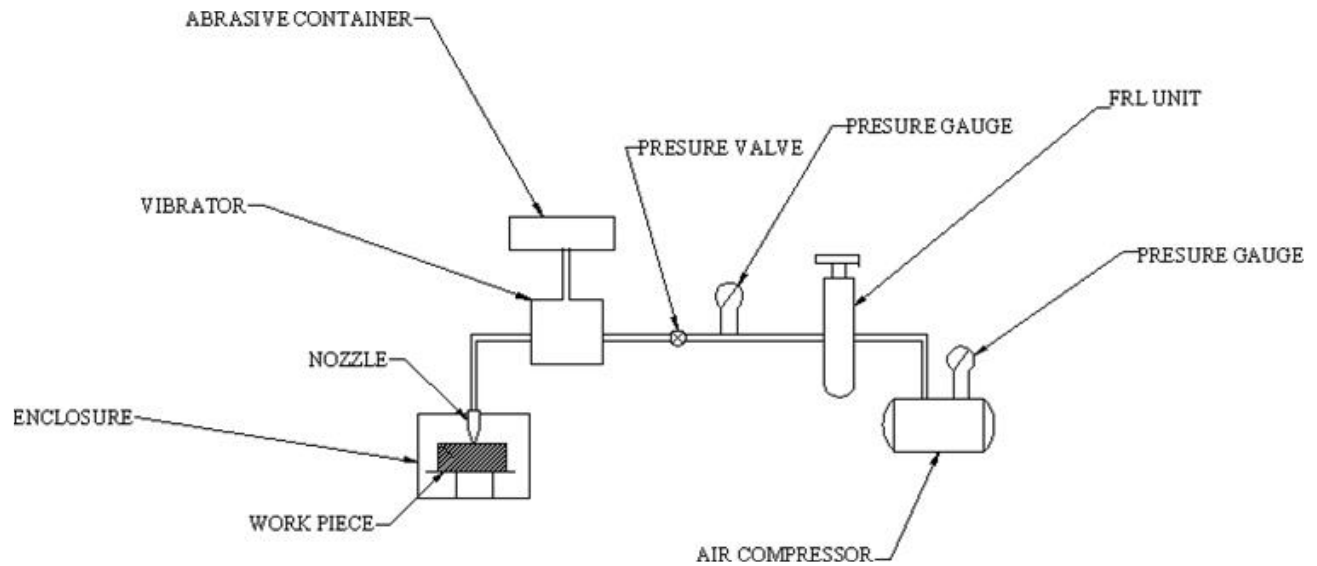 ABRASIVE CONTAINER
FRL UNIT
PRESURE GAUGE
PRESURE VALVE
VIBRATOR
PRESURE GAUGE
NOZZLE
ENCLOSURE
WORK PIECE
AIR COMPRESSOR